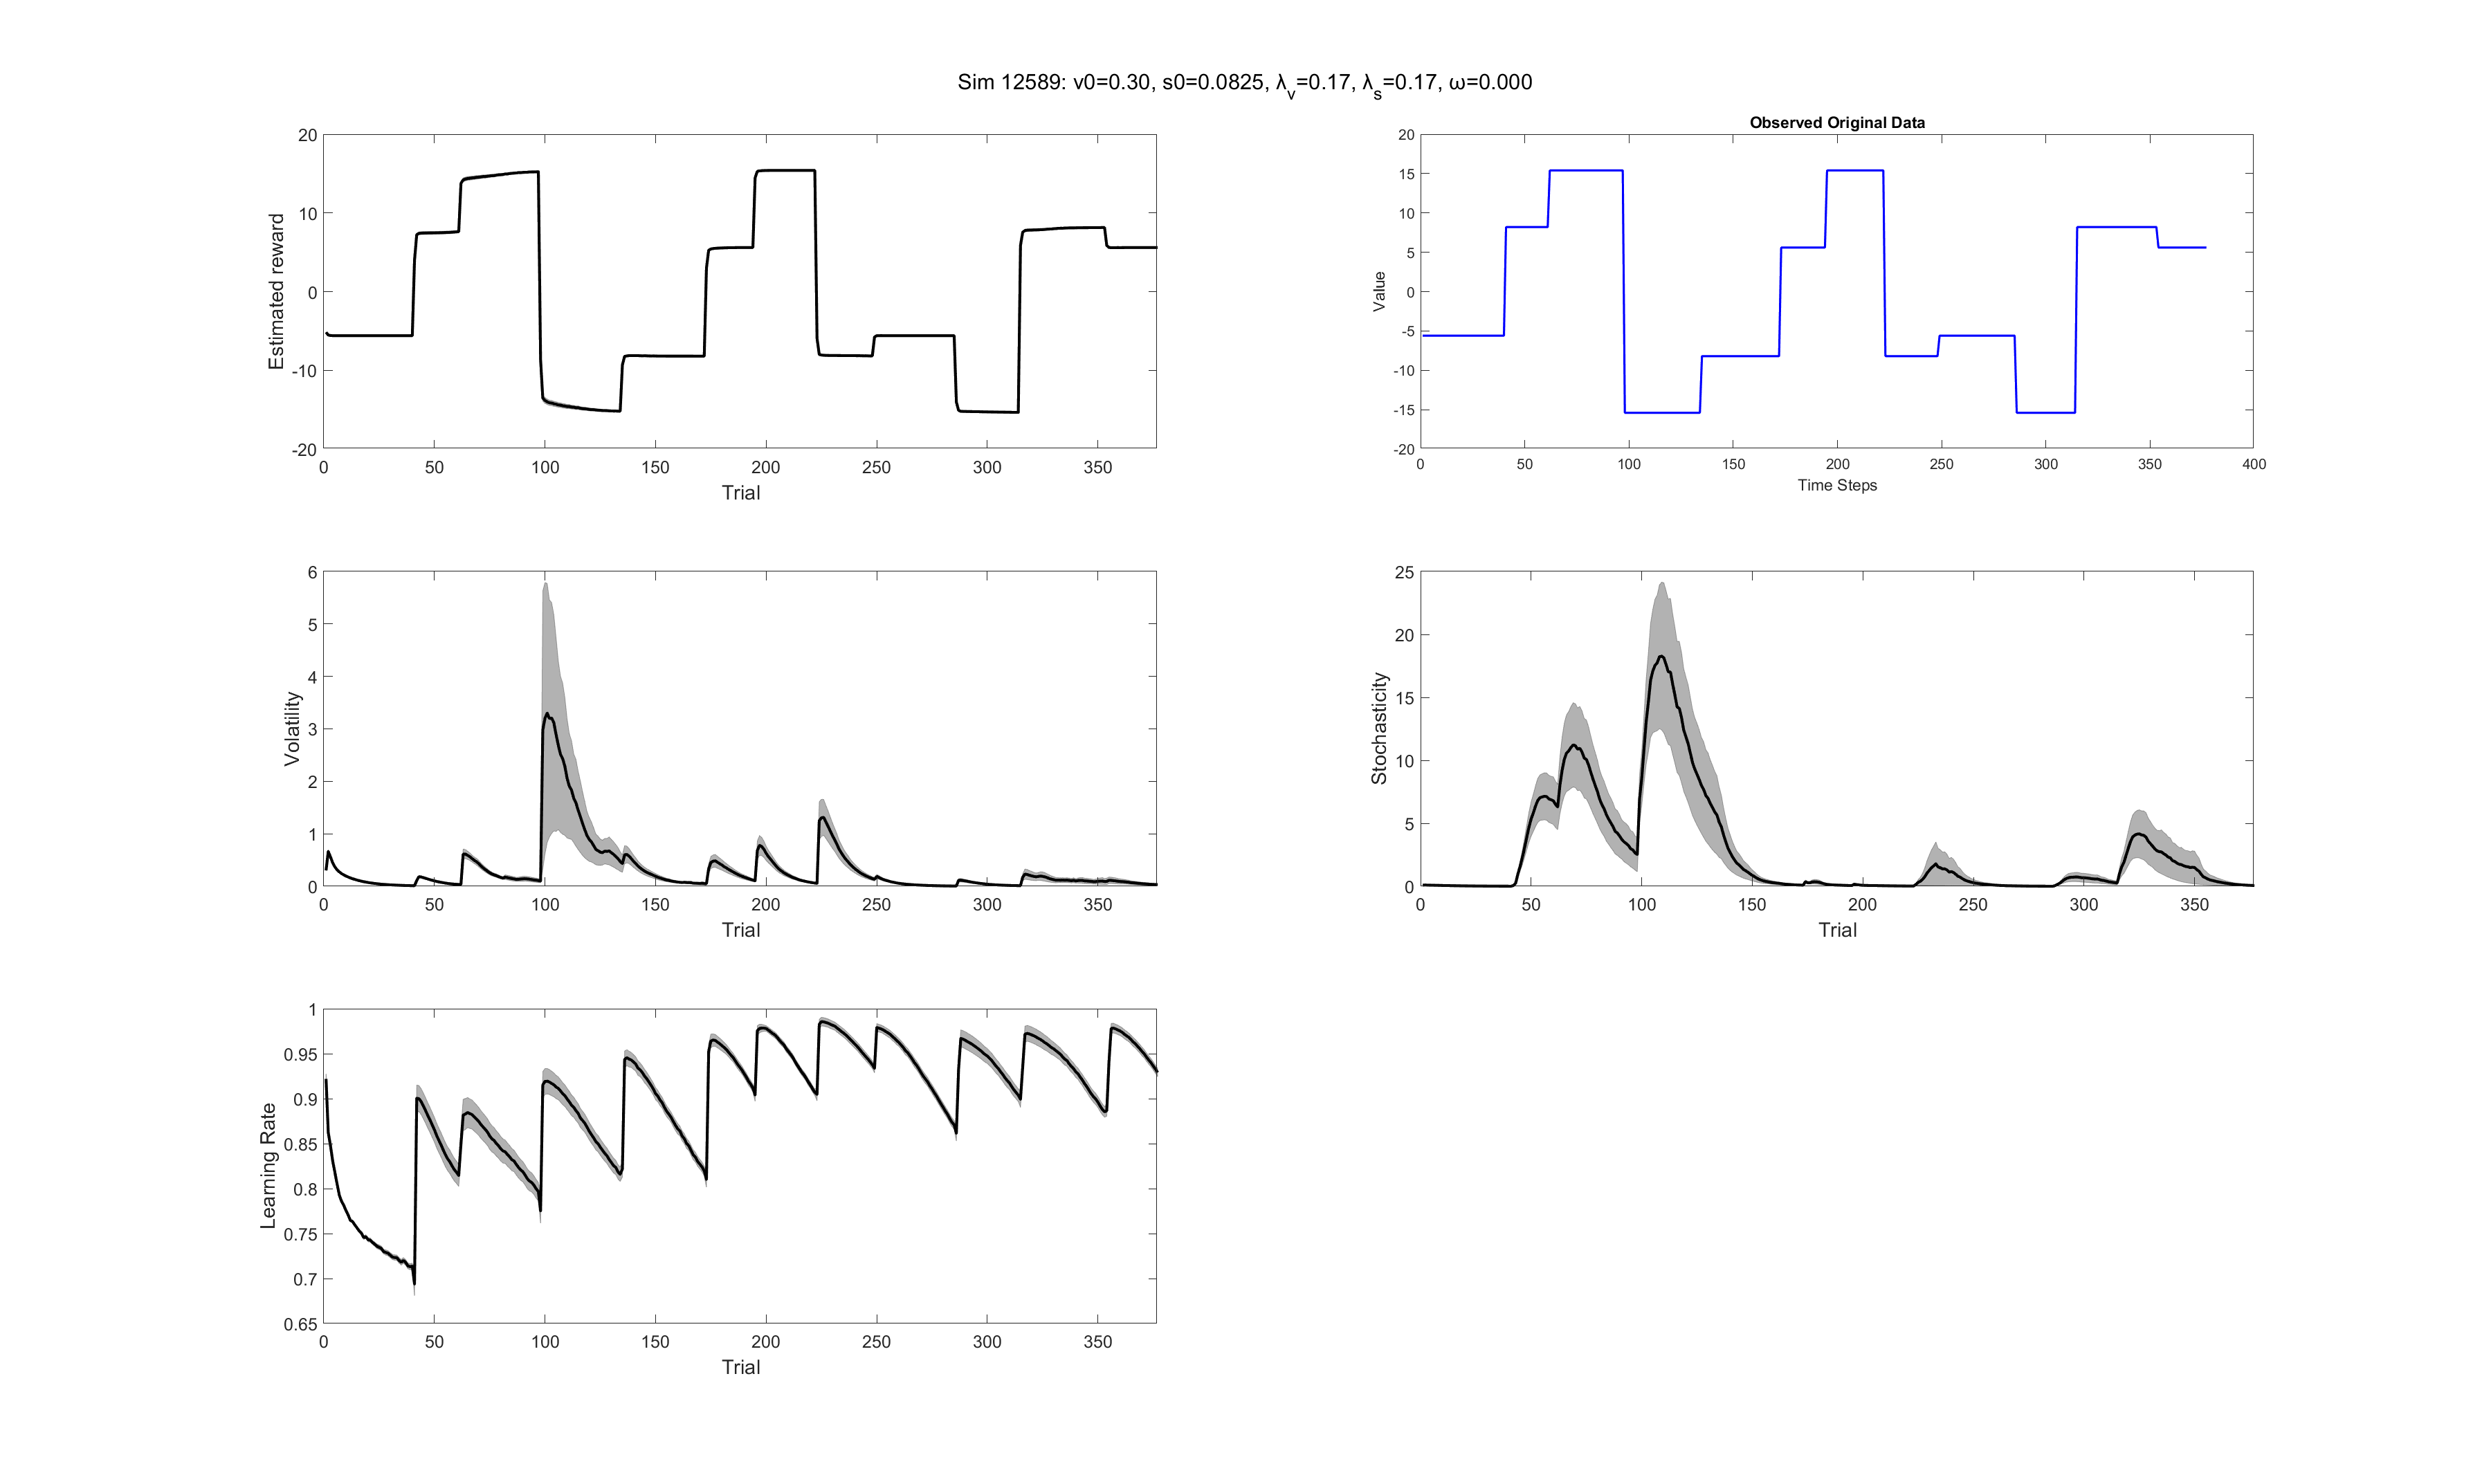 Sim 12589: v0=0.30, s0=0.0825, λv=0.17, λs=0.17, ω=0.000
20
10
0
-10
-20
Estimated reward
0 50 100 150 200 250 300 350
Trial
Observed Original Data
20
15
10
5
0
-5
-10
-15
-20
Value
0 50 100 150 200 250 300 350 400
Time Steps
6
5
4
3
2
1
0
Volatility
0 50 100 150 200 250 300 350
Trial
25
20
15
10
5
0
Stochasticity
0 50 100 150 200 250 300 350
Trial
1
0.95
0.9
0.85
0.8
0.75
0.7
0.65
Learning Rate
0 50 100 150 200 250 300 350
Trial